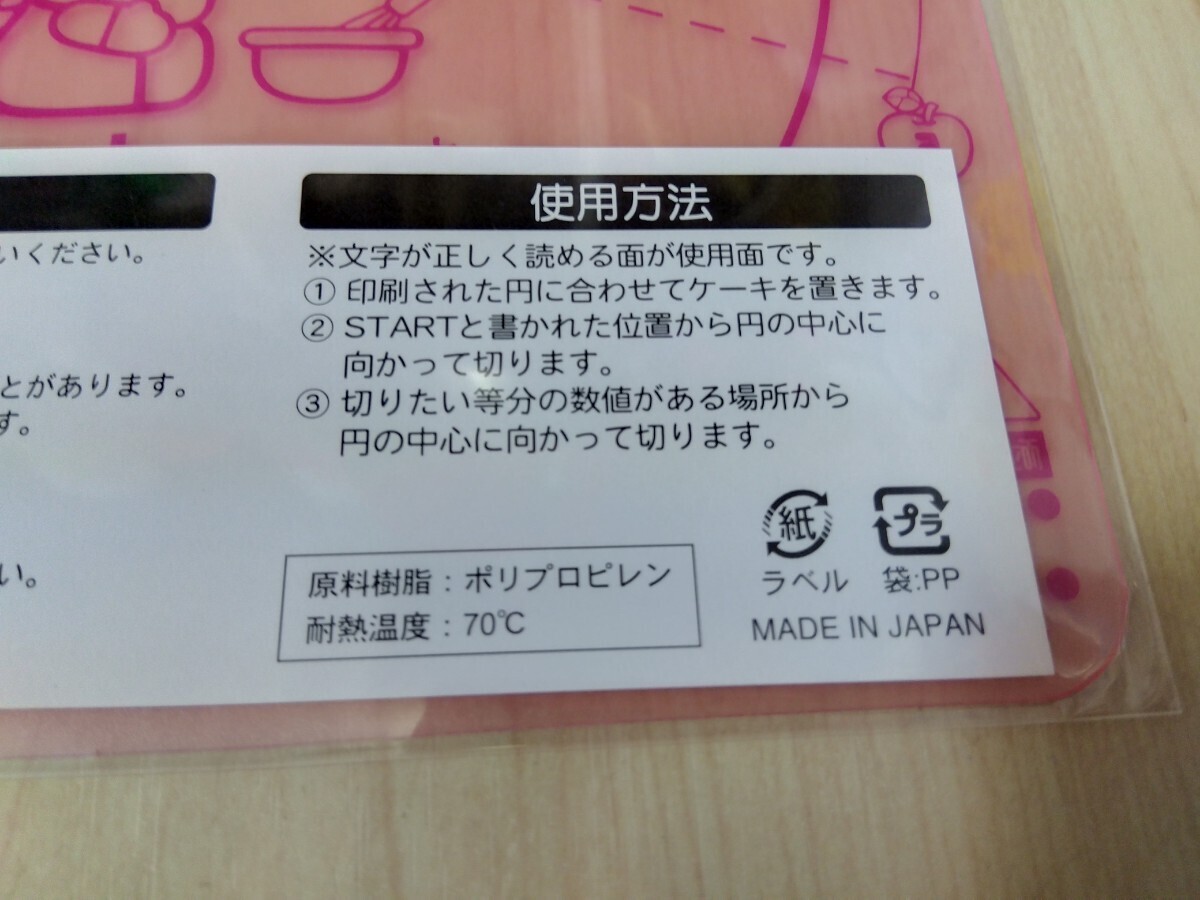 いください。
とがあります。
す。
い。
使用方法
※文字が正しく読める面が使用面です。
① 印刷された円に合わせてケーキを置きます。
② STARTと書かれた位置から円の中心に
向かって切ります。
③ 切りたい等分の数値がある場所から
円の中心に向かって切ります。
原料樹脂：ポリプロピレン
耐熱温度：70℃
紙
プラ
ラベル
袋:PP
MADE IN JAPAN